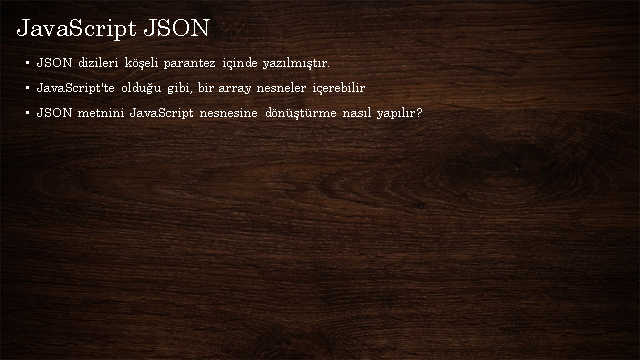 JavaScript JSON
• JSON dizileri köşeli parantez içinde yazılmıştır.
• JavaScript'te olduğu gibi, bir array nesneler içerebilir
• JSON metnini JavaScript nesnesine dönüştürme nasıl yapılır?